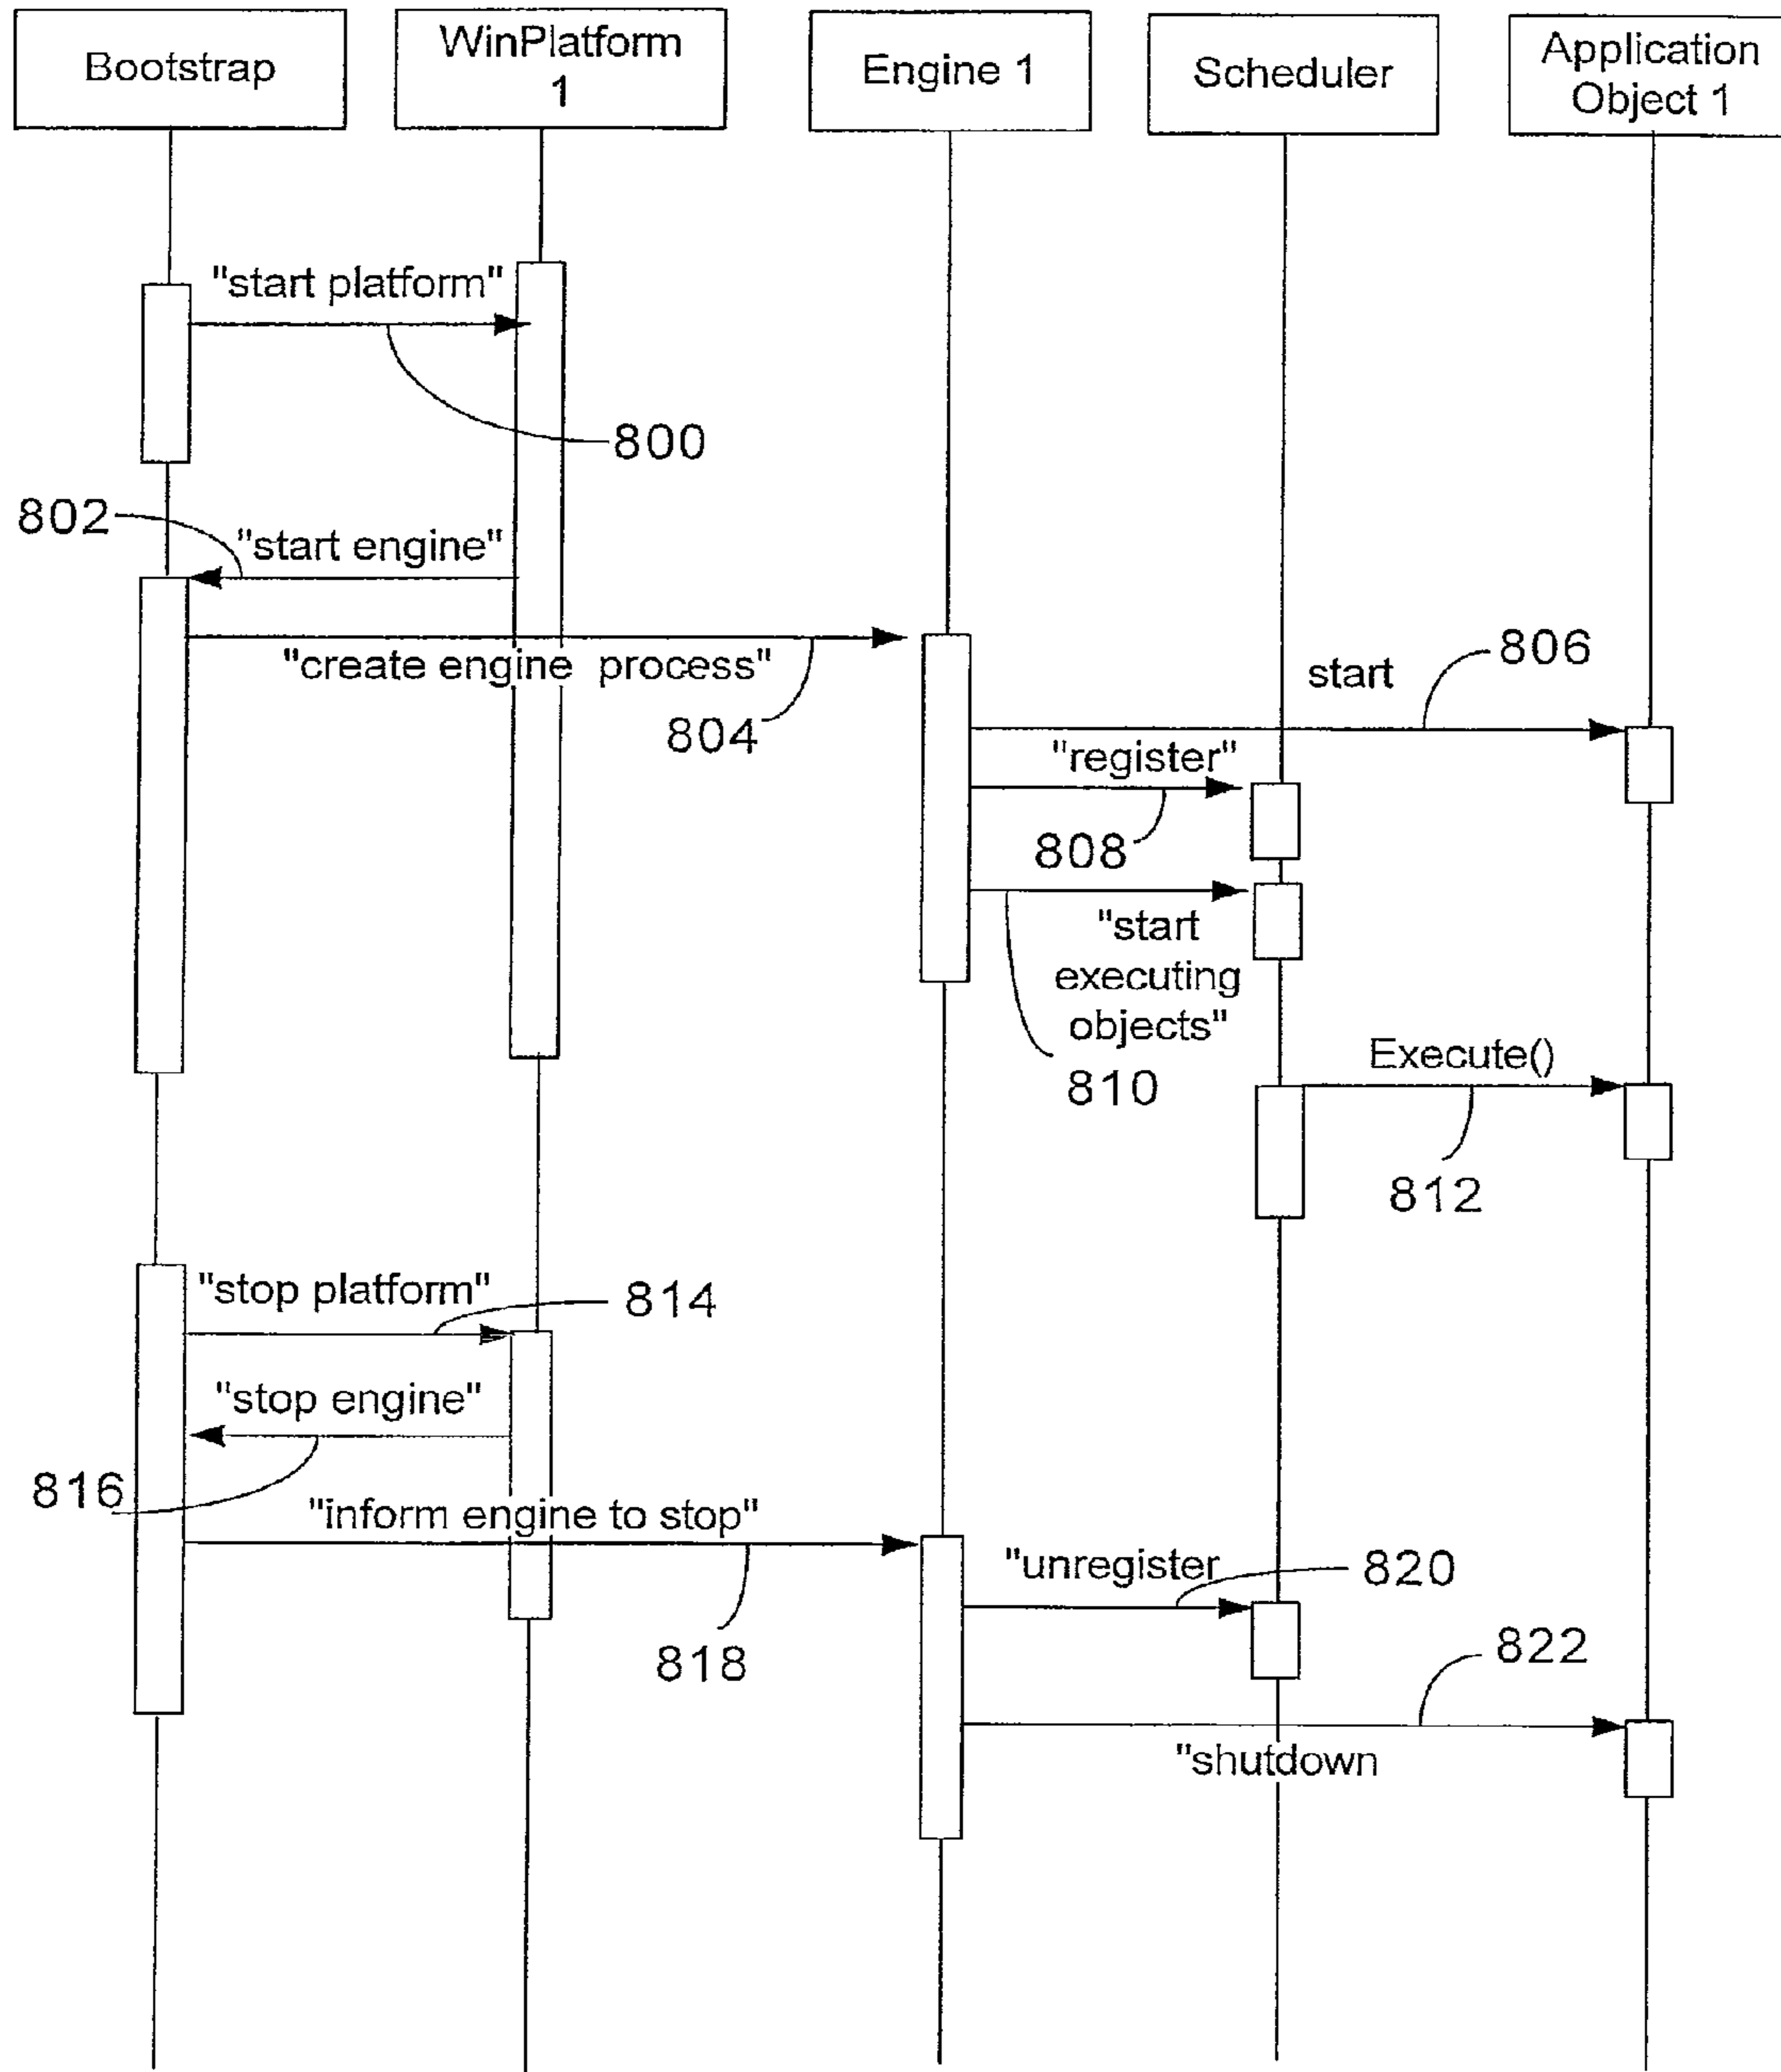 Bootstrap
WinPlatform
1
Engine 1
Scheduler
Application
Object 1
"start platform"
800
802
"start engine"
"create engine process"
804
start
806
"register"
808
"start
executing
objects"
810
Execute()
812
"stop platform"
814
"stop engine"
816
"inform engine to stop"
818
"unregister
820
822
"shutdown